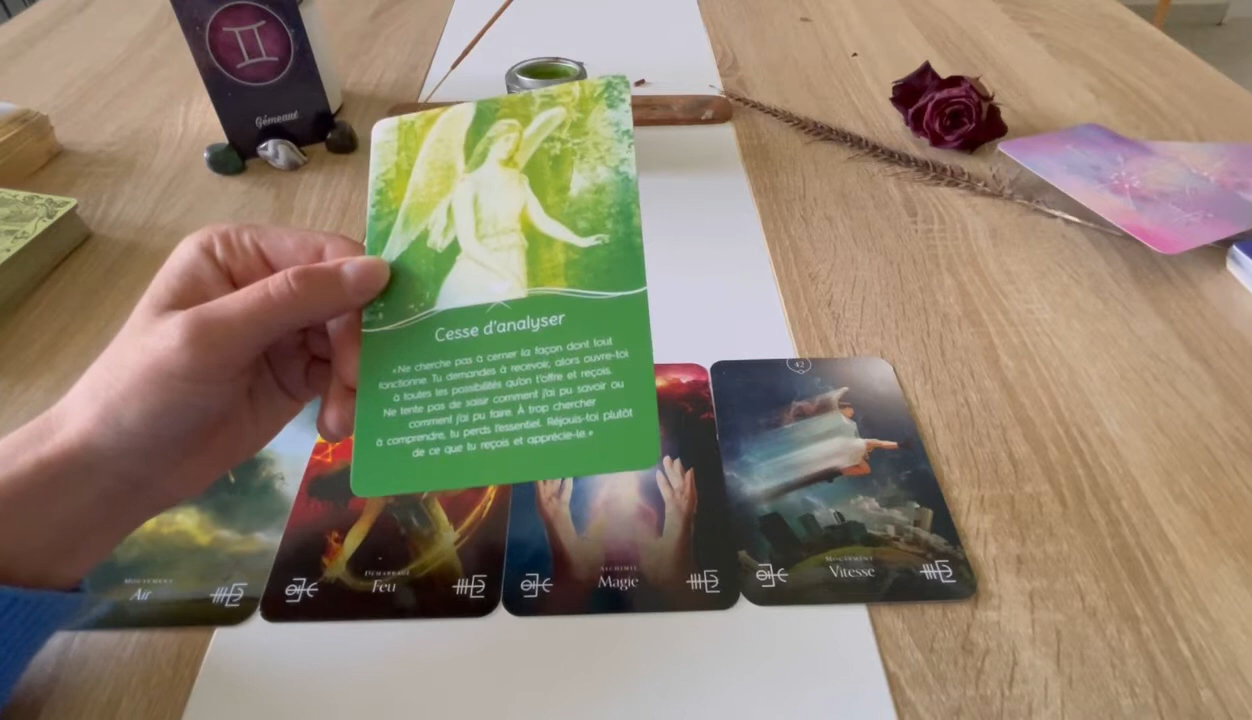 Gémeaux
Cesse d'analyser
« Ne cherche pas à cerner la façon dont tout
fonctionne. Tu demandes à recevoir, alors ouvre-toi
à toutes les possibilités qu'on t'offre et reçois.
Ne tente pas de saisir comment j'ai pu savoir ou
comment j'ai pu faire. À trop chercher
à comprendre, tu perds l'essentiel. Réjouis-toi plutôt
de ce que tu reçois et apprécie-le »
42
MOUVEMENT
Air
Feu
ALCHIMIE
Magie
MOUVEMENT
Vitesse